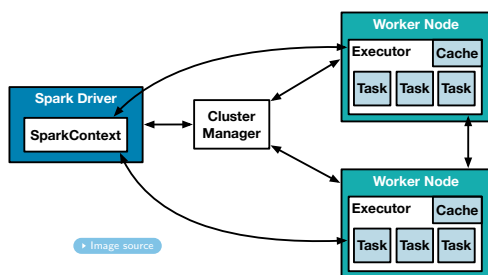 Worker Node
Executor
Cache
Task Task Task
Spark Driver
SparkContext
Cluster
Manager
Worker Node
Executor
Cache
Task Task Task
Image source